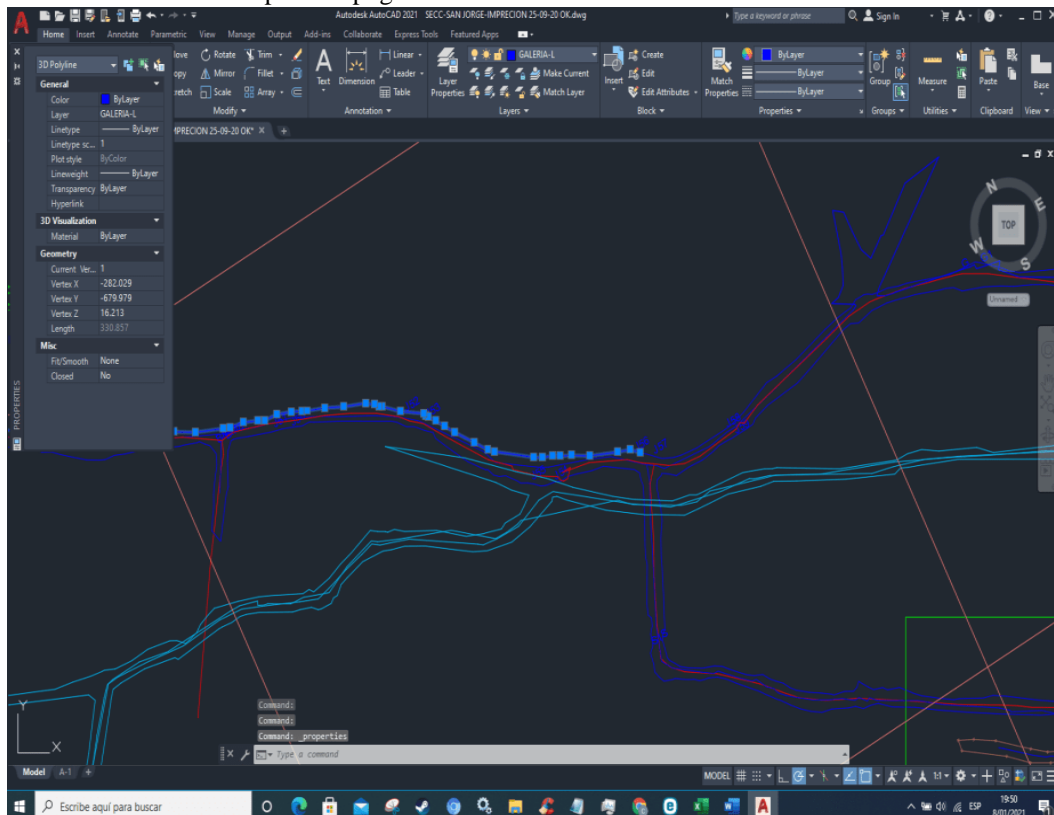 Autodesk AutoCAD 2021 SECC-SAN JORGE-IMPRECION 25-09-20 OK.dwg
Type a keyword or phrase
Sign In
Home Insert Annotate Parametric View Manage Output Add-ins Collaborate Express Tools Featured Apps
3D Polyline
General
Color ByLayer
Layer GALERIA-L
Linetype ByLayer
Linetype sc... 1
Plot style ByColor
Lineweight ByLayer
Transparency ByLayer
Hyperlink
3D Visualization
Material ByLayer
Geometry
Current Ver... 1
Vertex X -282.029
Vertex Y -679.979
Vertex Z 16.213
Length 330.857
Misc
Fit/Smooth None
Closed No
PROPERTIES
ove Rotate Trim
opy Mirror Fillet
retch Scale Array
Modify
Text Dimension
Linear
Leader
Table
Annotation
Layer Properties
GALERIA-L
Make Current
Match Layer
Layers
Insert
Create
Edit
Edit Attributes
Block
Match Properties
ByLayer
ByLayer
ByLayer
Properties
Group
Groups
Measure
Utilities
Paste
Clipboard
Base
View
IMPRECION 25-09-20 OK*
N
E
W
S
TOP
Unnamed
Y
X
Command:
Command:
Command: _properties
Type a command
Model A-1
MODEL
1:1
Escribe aquí para buscar
ESP
19:50
8/01/2021